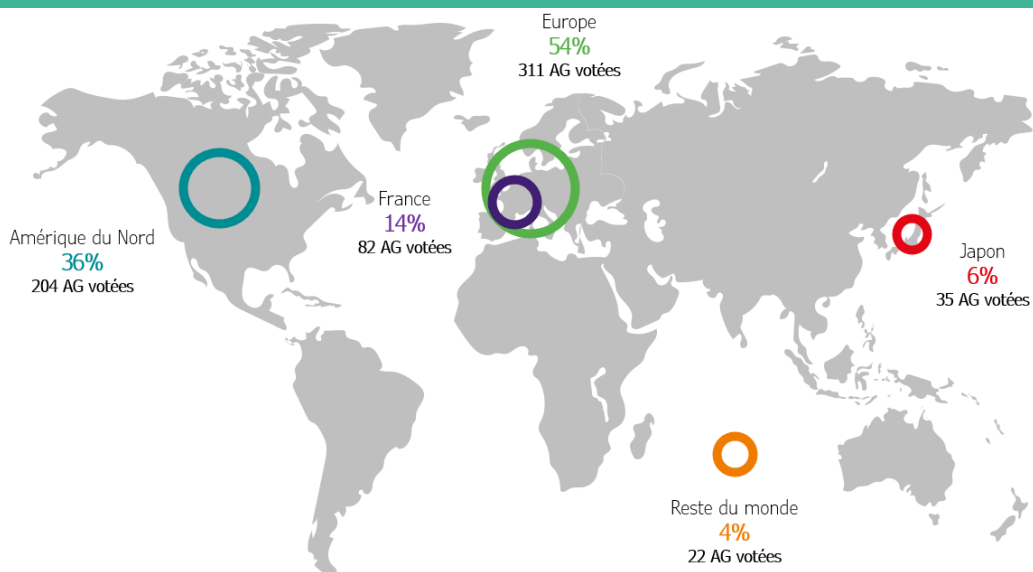 Europe
54%
311 AG votées
France
14%
82 AG votées
Amérique du Nord
36%
204 AG votées
Japon
6%
35 AG votées
Reste du monde
4%
22 AG votées